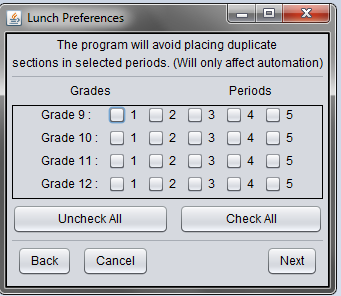 Lunch Preferences
The program will avoid placing duplicate
sections in selected periods. (Will only affect automation)
Grades Periods
Grade 9 : 1 2 3 4 5
Grade 10 : 1 2 3 4 5
Grade 11 : 1 2 3 4 5
Grade 12 : 1 2 3 4 5
Uncheck All Check All
Back Cancel Next